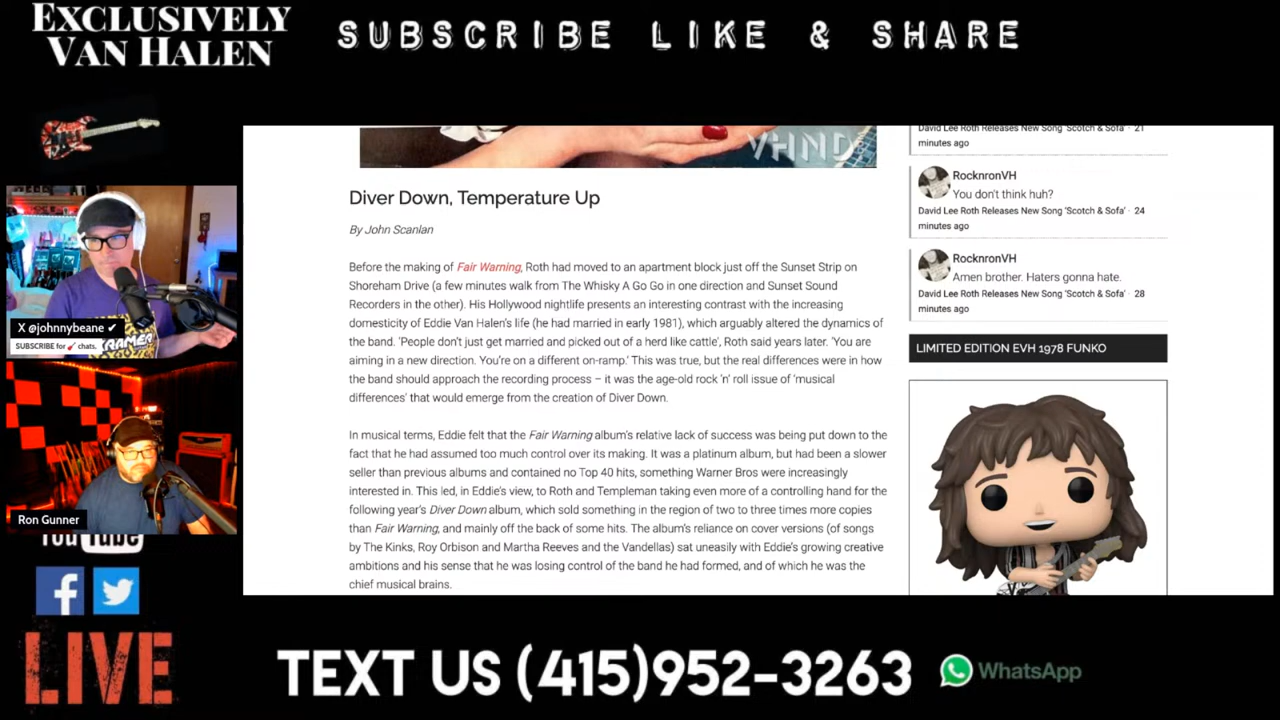 EXCLUSIVELY
VAN HALEN
SUBSCRIBE LIKE & SHARE
X @johnnybeane ✔
SUBSCRIBE for chats.
KRAMER
Ron Gunner
YouTube
LIVE
VHND
Diver Down, Temperature Up
By John Scanlan
Before the making of Fair Warning, Roth had moved to an apartment block just off the Sunset Strip on
Shoreham Drive (a few minutes walk from The Whisky A Go Go in one direction and Sunset Sound
Recorders in the other). His Hollywood nightlife presents an interesting contrast with the increasing
domesticity of Eddie Van Halen's life (he had married in early 1981), which arguably altered the dynamics of
the band. 'People don't just get married and picked out of a herd like cattle', Roth said years later. 'You are
aiming in a new direction. You're on a different on-ramp.' This was true, but the real differences were in how
the band should approach the recording process – it was the age-old rock 'n' roll issue of 'musical
differences' that would emerge from the creation of Diver Down.
In musical terms, Eddie felt that the Fair Warning album's relative lack of success was being put down to the
fact that he had assumed too much control over its making. It was a platinum album, but had been a slower
seller than previous albums and contained no Top 40 hits, something Warner Bros were increasingly
interested in. This led, in Eddie's view, to Roth and Templeman taking even more of a controlling hand for the
following year's Diver Down album, which sold something in the region of two to three times more copies
than Fair Warning, and mainly off the back of some hits. The album's reliance on cover versions (of songs
by The Kinks, Roy Orbison and Martha Reeves and the Vandellas) sat uneasily with Eddie's growing creative
ambitions and his sense that he was losing control of the band he had formed, and of which he was the
chief musical brains.
David Lee Roth Releases New Song 'Scotch & Sofa' · 21
minutes ago
RocknronVH
You don't think huh?
David Lee Roth Releases New Song 'Scotch & Sofa' · 24
minutes ago
RocknronVH
Amen brother. Haters gonna hate.
David Lee Roth Releases New Song 'Scotch & Sofa' · 28
minutes ago
LIMITED EDITION EVH 1978 FUNKO
TEXT US (415)952-3263
WhatsApp